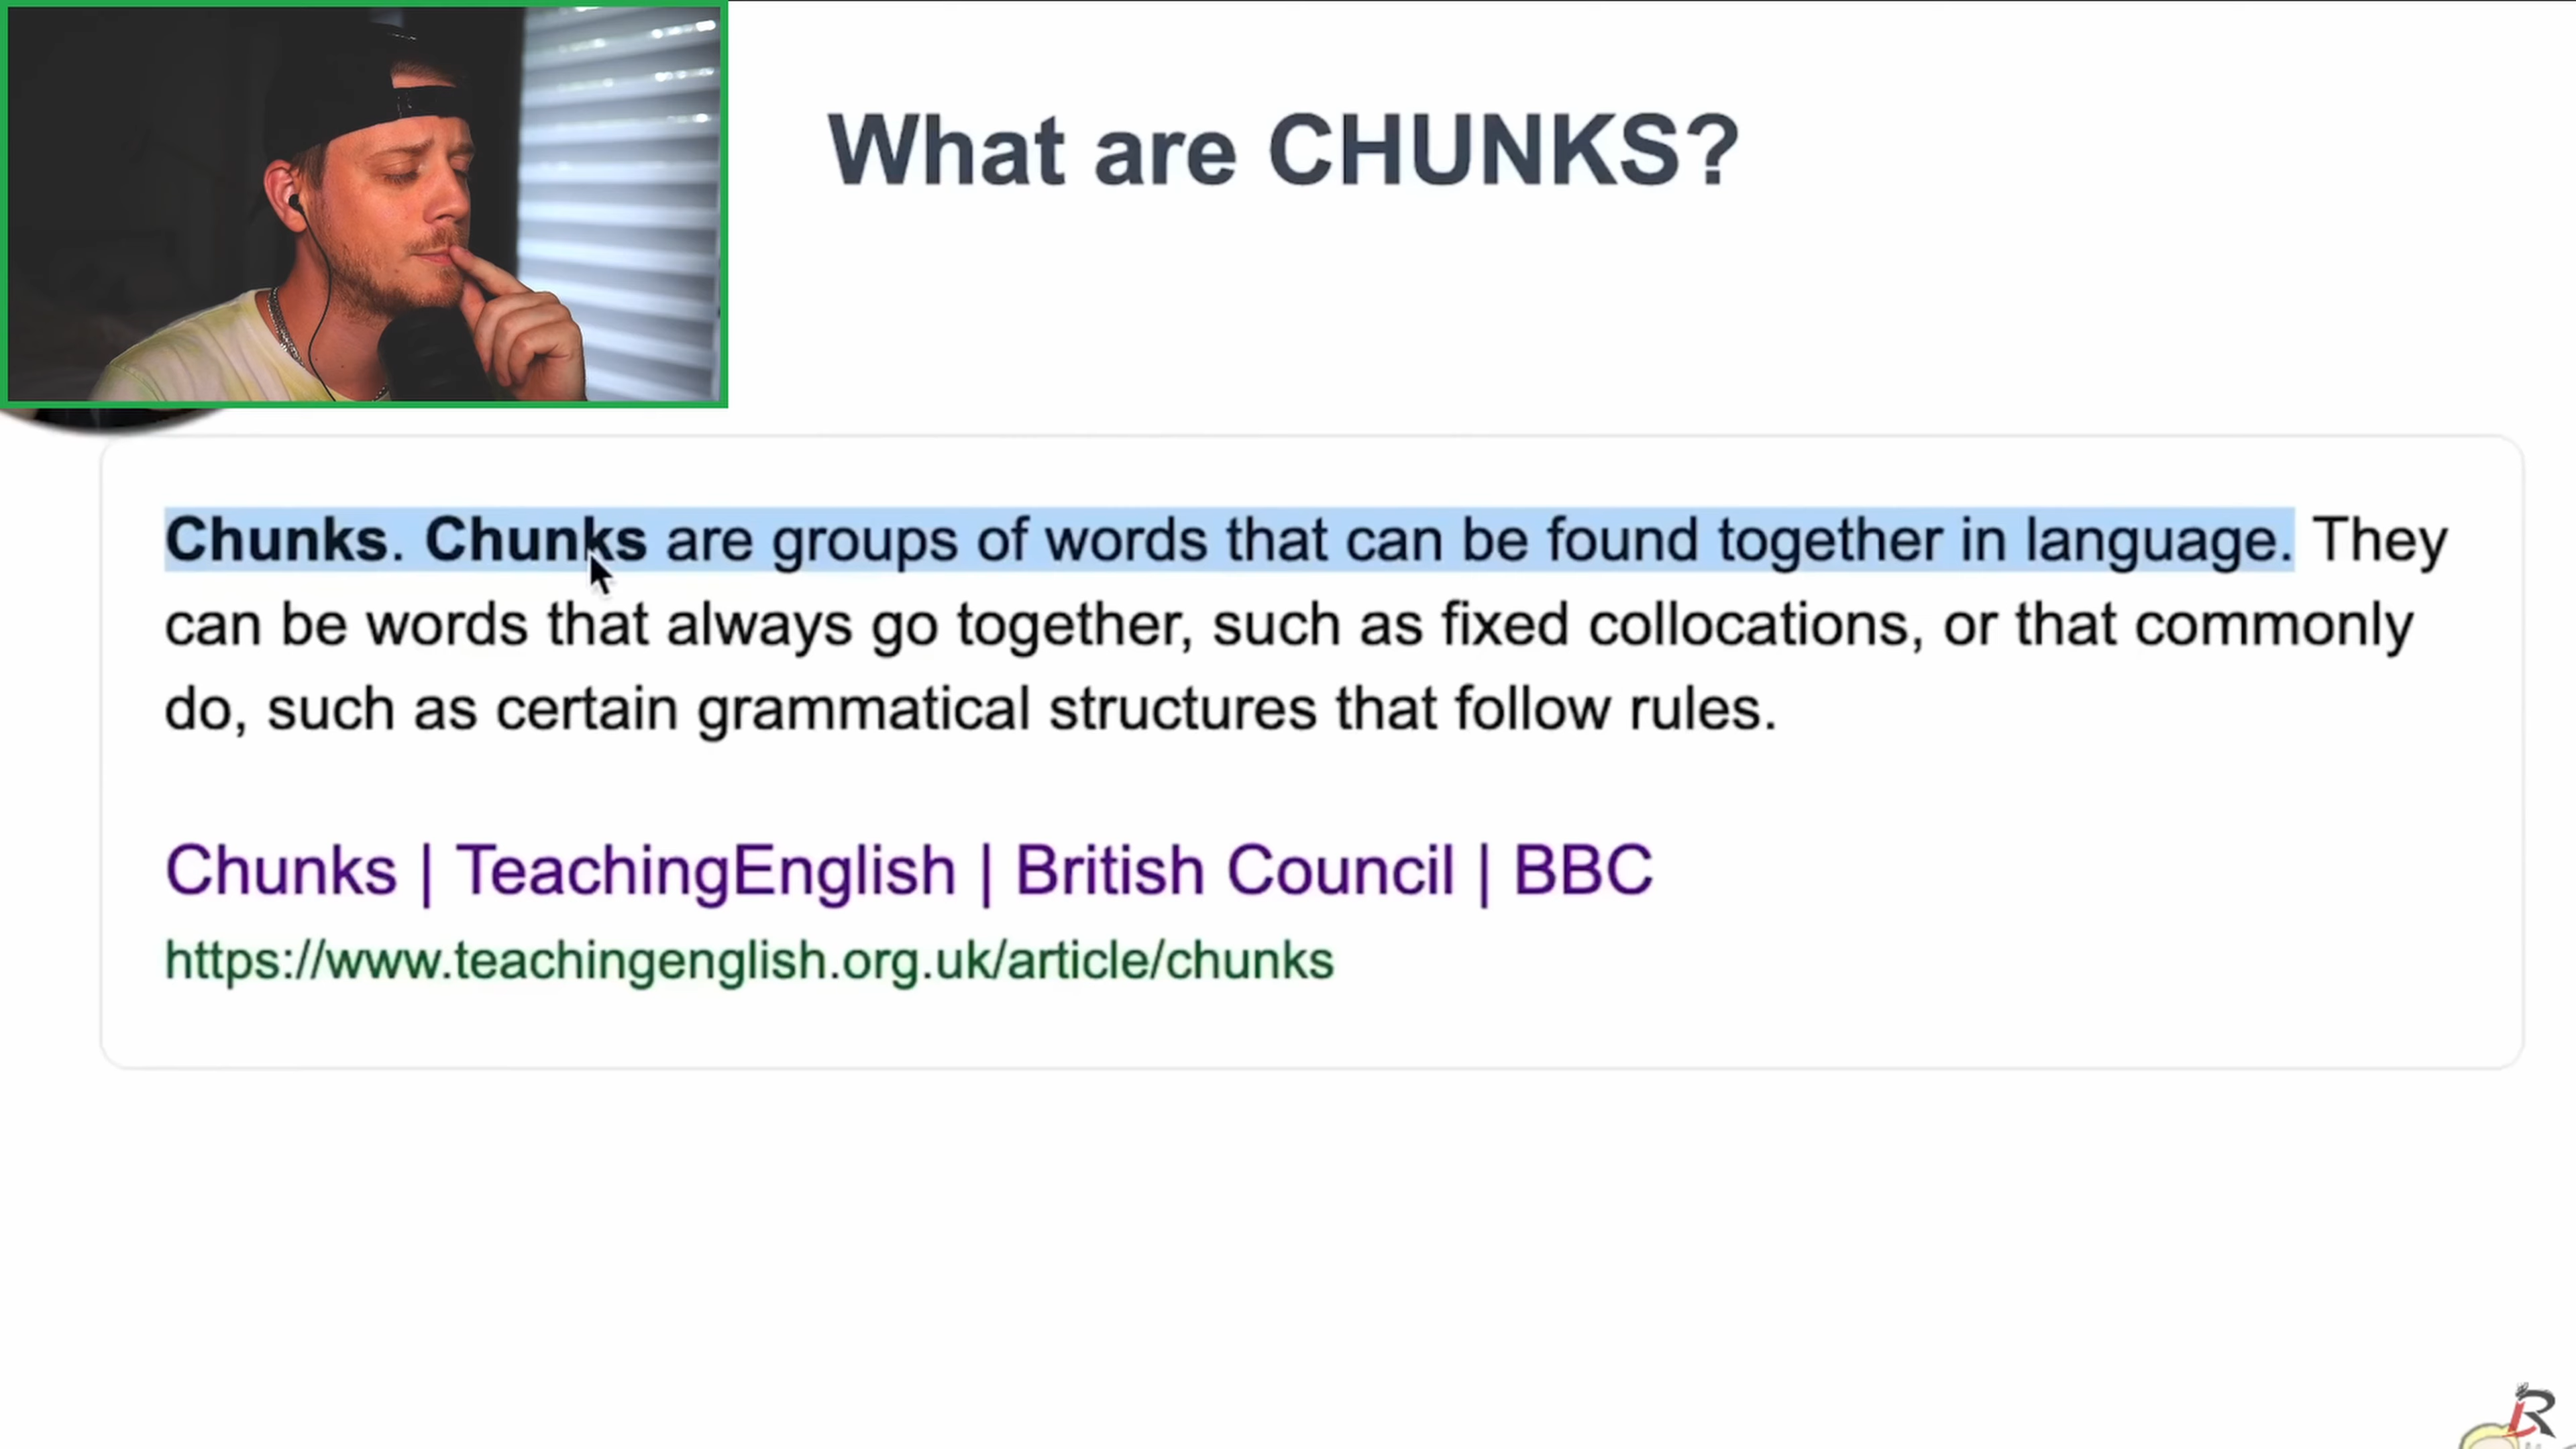 What are CHUNKS?
Chunks. Chunks are groups of words that can be found together in language. They
can be words that always go together, such as fixed collocations, or that commonly
do, such as certain grammatical structures that follow rules.
Chunks | TeachingEnglish | British Council | BBC
https://www.teachingenglish.org.uk/article/chunks
R